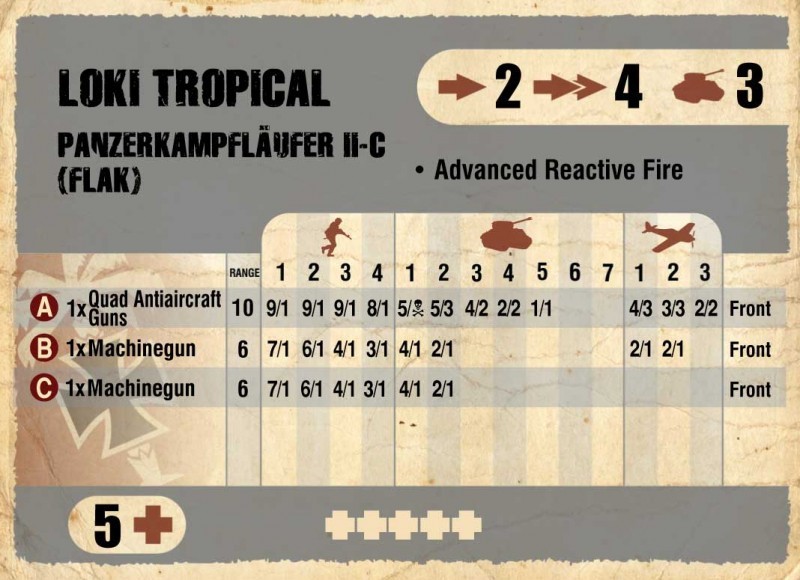 LOKI TROPICAL
2 4 3
PANZERKAMPFLÄUFER II-C
(FLAK)
• Advanced Reactive Fire
RANGE 1 2 3 4 1 2 3 4 5 6 7 1 2 3
A 1x Quad Antiaircraft Guns 10 9/1 9/1 9/1 8/1 5/☠ 5/3 4/2 2/2 1/1 4/3 3/3 2/2 Front
B 1x Machinegun 6 7/1 6/1 4/1 3/1 4/1 2/1 2/1 2/1 Front
C 1x Machinegun 6 7/1 6/1 4/1 3/1 4/1 2/1 Front
5